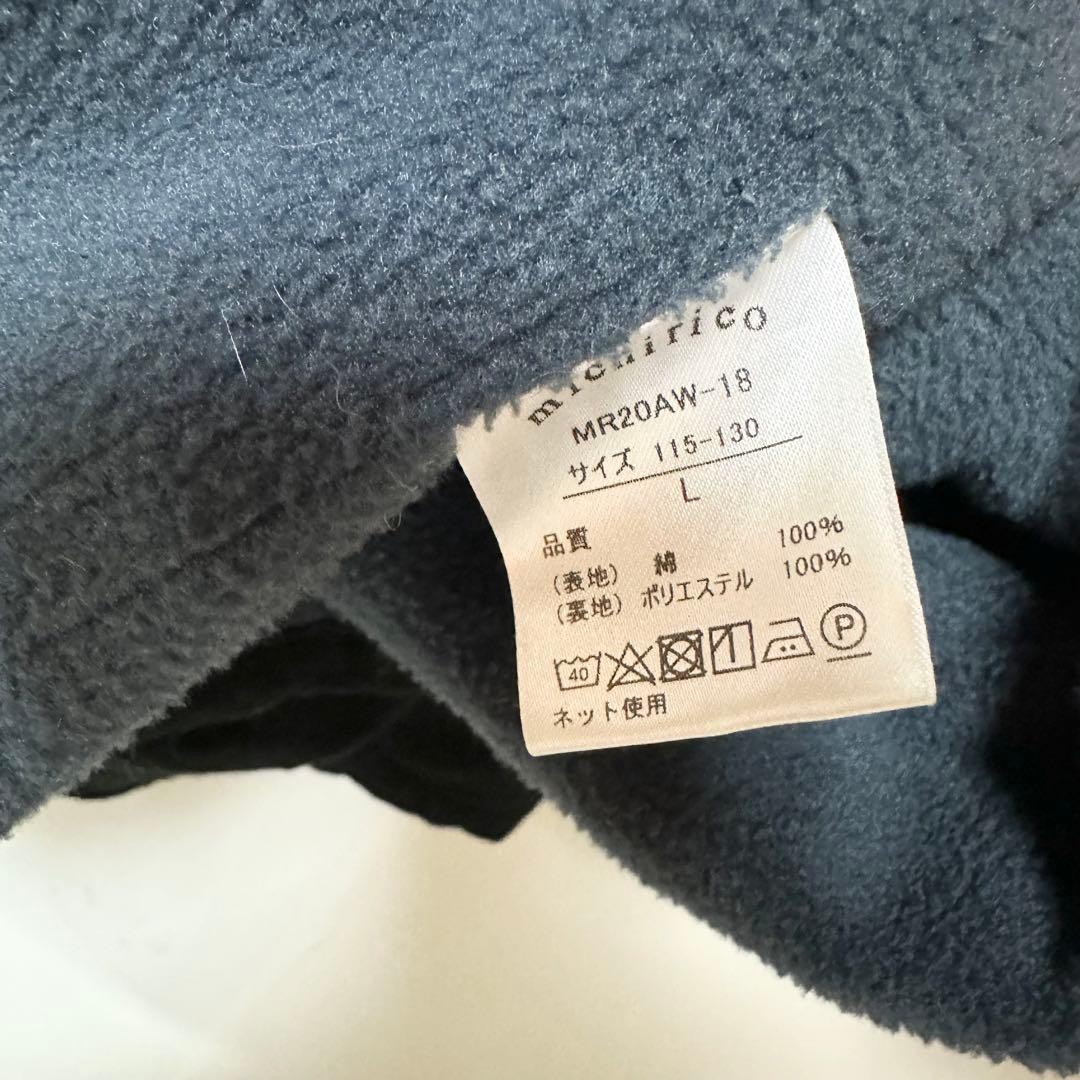 michirico
MR20AW-18
サイズ 115-130
L
品質
(表地) 綿 100%
(裏地) ポリエステル 100%
40 P
ネット使用